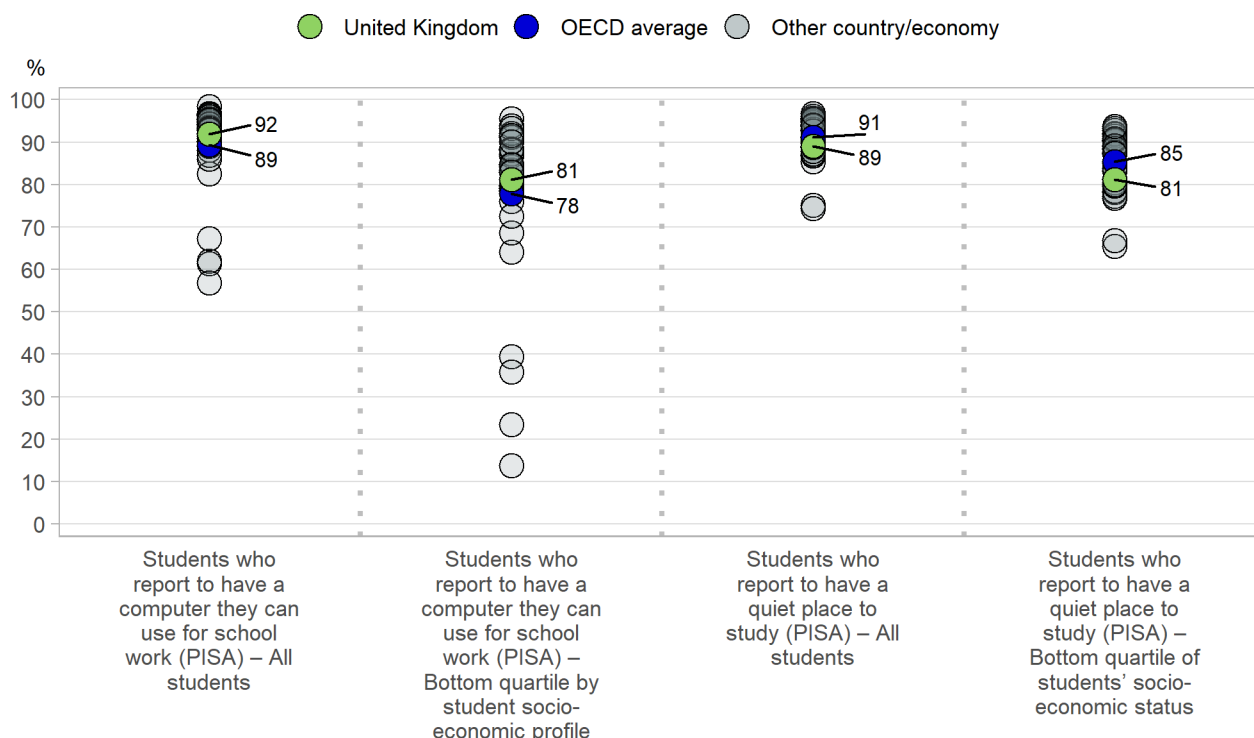 United Kingdom OECD average Other country/economy
%
100
90
80
70
60
50
40
30
20
10
0
92
89
81
78
91
89
85
81
Students who
report to have a
computer they can
use for school
work (PISA) – All
students
Students who
report to have a
computer they can
use for school
work (PISA) –
Bottom quartile by
student socio-
economic profile
Students who
report to have a
quiet place to
study (PISA) – All
students
Students who
report to have a
quiet place to
study (PISA) –
Bottom quartile of
students’ socio-
economic status